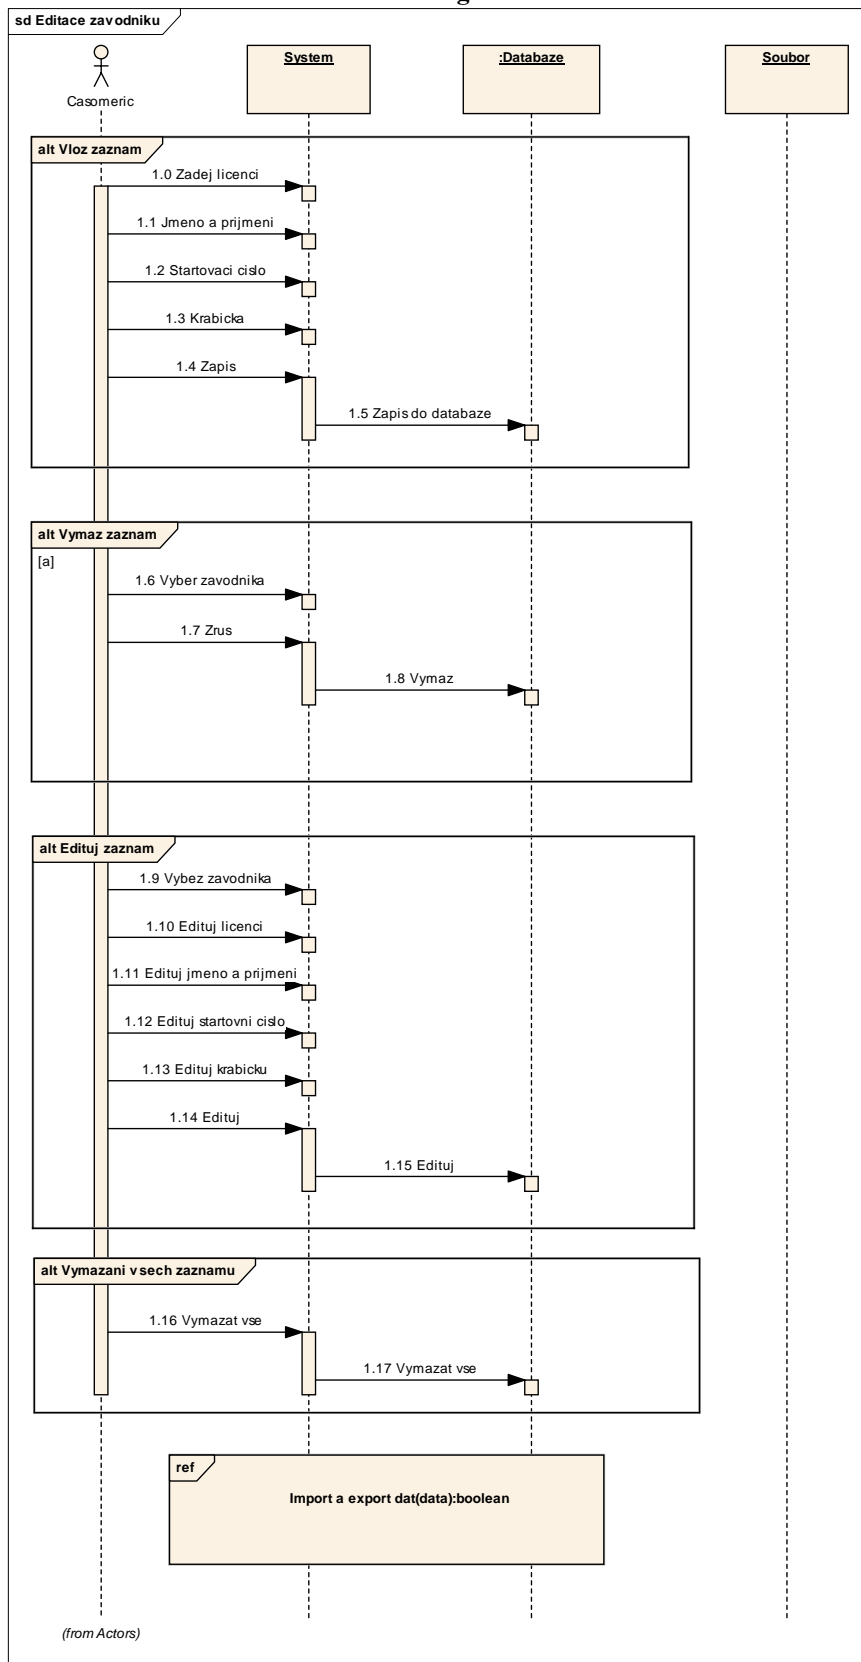 sd Editace zavodniku
Casomeric
System
:Databaze
Soubor
alt Vloz zaznam
1.0 Zadej licenci
1.1 Jmeno a prijmeni
1.2 Startovaci cislo
1.3 Krabicka
1.4 Zapis
1.5 Zapis do databaze
alt Vymaz zaznam
[a]
1.6 Vyber zavodnika
1.7 Zrus
1.8 Vymaz
alt Edituj zaznam
1.9 Vybez zavodnika
1.10 Edituj licenci
1.11 Edituj jmeno a prijmeni
1.12 Edituj startovni cislo
1.13 Edituj krabicku
1.14 Edituj
1.15 Edituj
alt Vymazani vsech zaznamu
1.16 Vymazat vse
1.17 Vymazat vse
ref
Import a export dat(data):boolean
(from Actors)